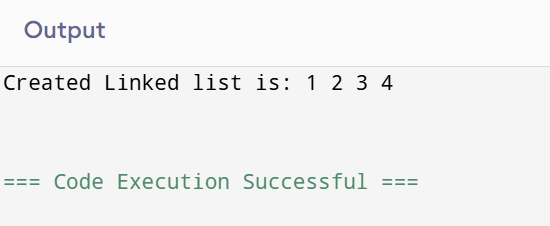 Output
Created Linked list is: 1 2 3 4
=== Code Execution Successful ===